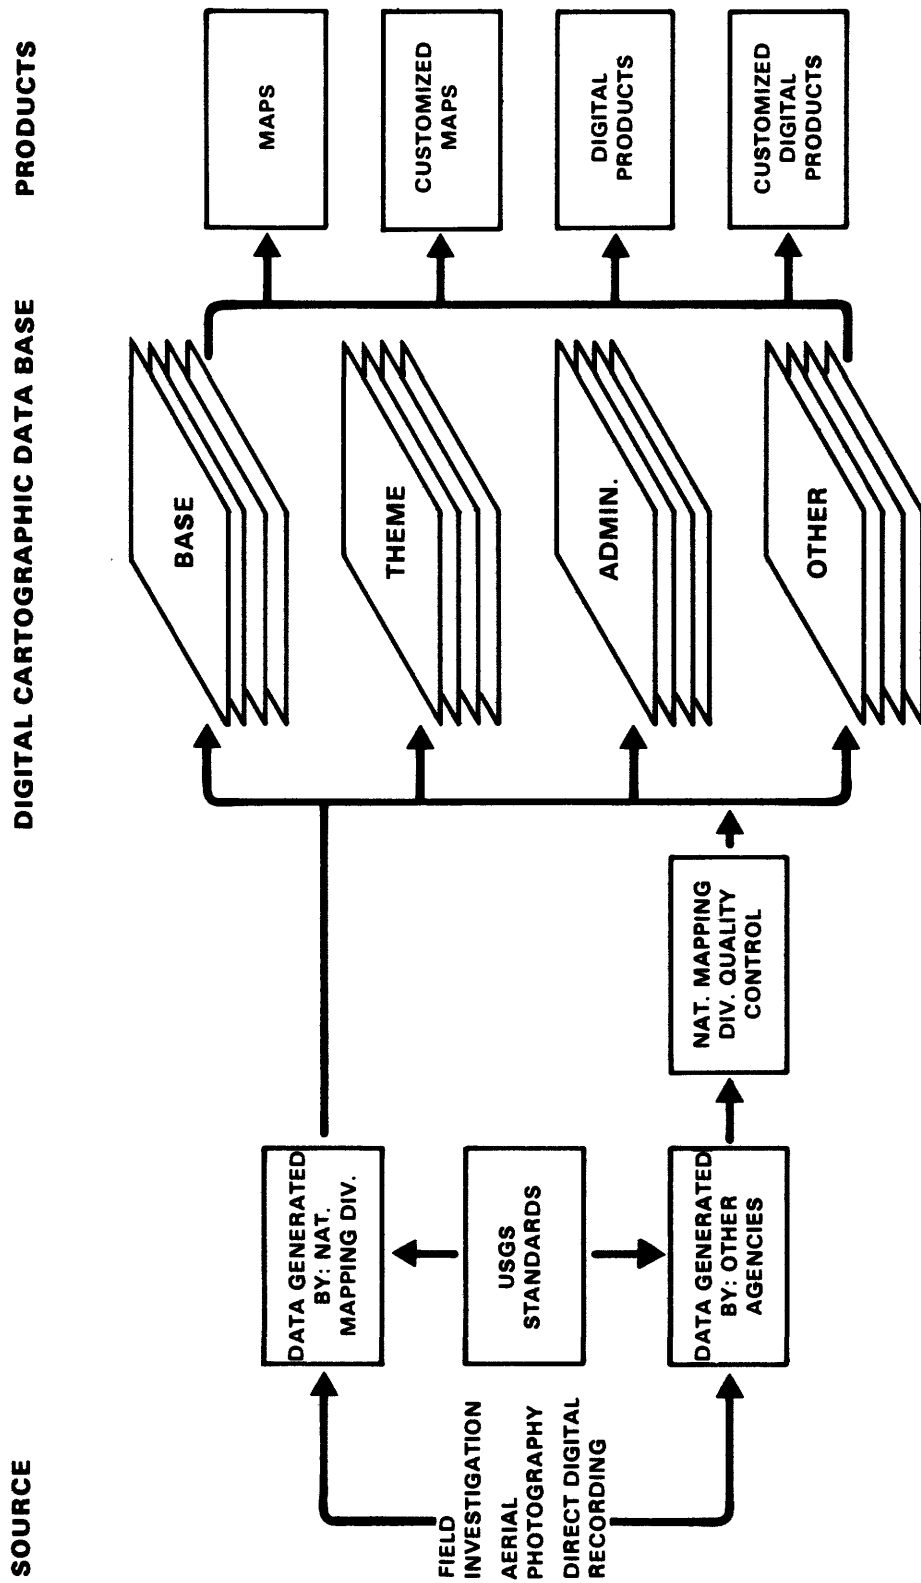 SOURCE
DIGITAL CARTOGRAPHIC DATA BASE
PRODUCTS
FIELD
INVESTIGATION
AERIAL
PHOTOGRAPHY
DIRECT DIGITAL
RECORDING
DATA GENERATED
BY: NAT.
MAPPING DIV.
USGS
STANDARDS
DATA GENERATED
BY: OTHER
AGENCIES
NAT. MAPPING
DIV. QUALITY
CONTROL
BASE
THEME
ADMIN.
OTHER
MAPS
CUSTOMIZED
MAPS
DIGITAL
PRODUCTS
CUSTOMIZED
DIGITAL
PRODUCTS